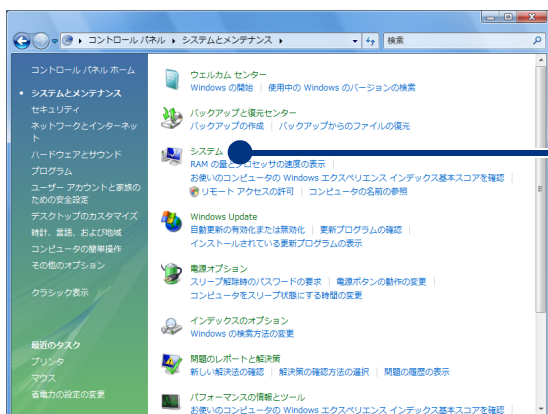 コントロール パネル ▸ システムとメンテナンス ▸
検索
コントロール パネル ホーム
システムとメンテナンス
セキュリティ
ネットワークとインターネッ
ト
ハードウェアとサウンド
プログラム
ユーザー アカウントと家族の
ための安全設定
デスクトップのカスタマイズ
時計、言語、および地域
コンピュータの簡単操作
その他のオプション
クラシック表示
最近のタスク
プリンタ
マウス
省電力の設定の変更
ウェルカム センター
Windows の開始 | 使用中の Windows のバージョンの検索
バックアップと復元センター
バックアップの作成 | バックアップからのファイルの復元
システム
RAM の量とプロセッサの速度の表示 |
お使いのコンピュータの Windows エクスペリエンス インデックス基本スコアを確認 |
リモート アクセスの許可 | コンピュータの名前の参照
Windows Update
自動更新の有効化または無効化 | 更新プログラムの確認 |
インストールされている更新プログラムの表示
電源オプション
スリープ解除時のパスワードの要求 | 電源ボタンの動作の変更 |
コンピュータをスリープ状態にする時間の変更
インデックスのオプション
Windows の検索方法の変更
問題のレポートと解決策
新しい解決法の確認 | 解決策の確認方法の選択 | 問題の履歴の表示
パフォーマンスの情報とツール
お使いのコンピュータの Windows エクスペリエンス インデックス基本スコアを確認 |